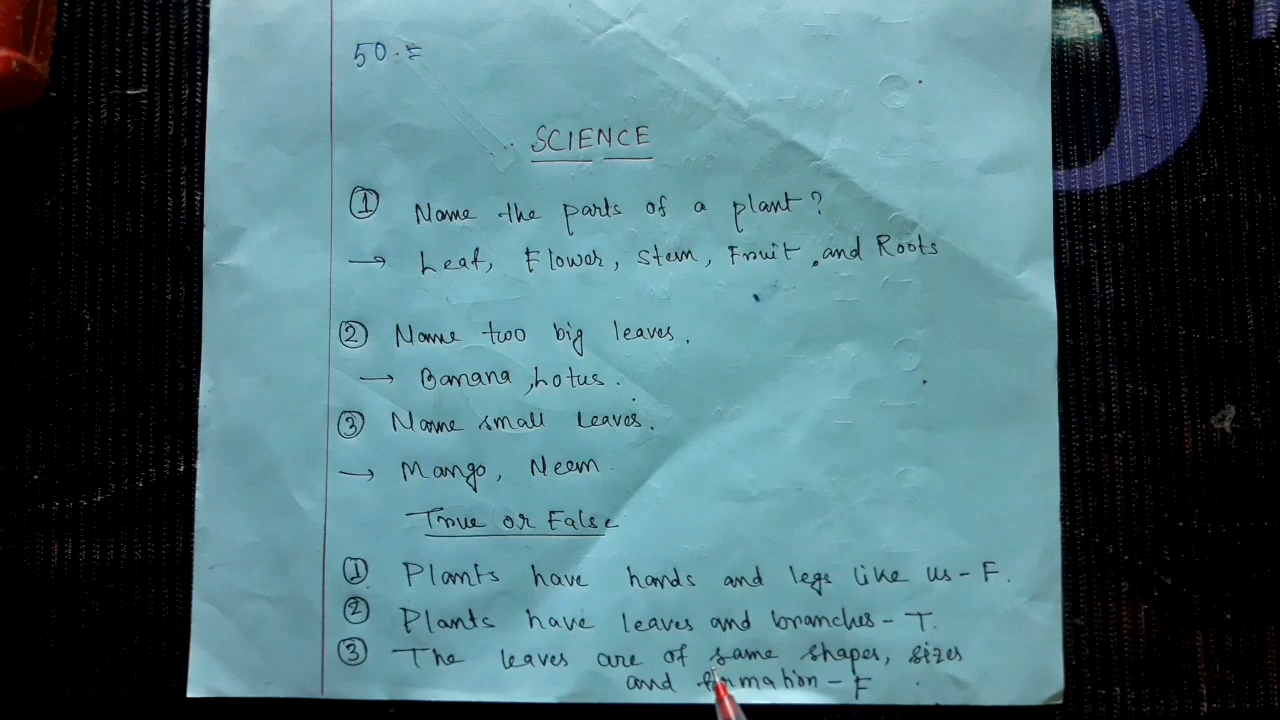 SCIENCE
① Name the parts of a plant?
→ Leaf, Flower, Stem, Fruit, and Roots
② Name two big leaves.
→ Banana, Lotus.
③ Name small leaves.
→ Mango, Neem.
True or False
① Plants have hands and legs like us - F.
② Plants have leaves and branches - T.
③ The leaves are of same shapes, sizes
and formation - F